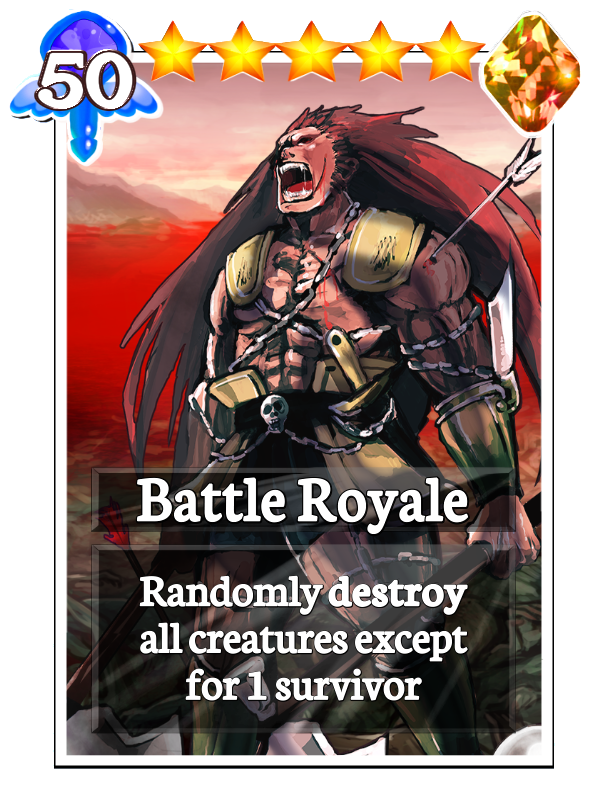 50
Battle Royale
Randomly destroy
all creatures except
for 1 survivor